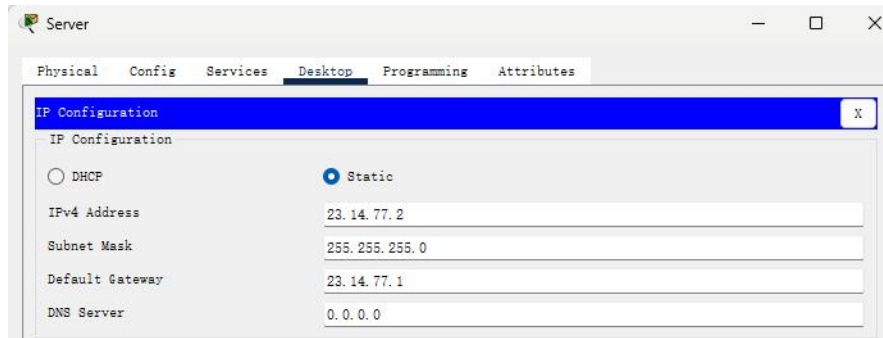 Server
Physical Config Services Desktop Programming Attributes
IP Configuration X
IP Configuration
DHCP Static
IPv4 Address 23.14.77.2
Subnet Mask 255.255.255.0
Default Gateway 23.14.77.1
DNS Server 0.0.0.0